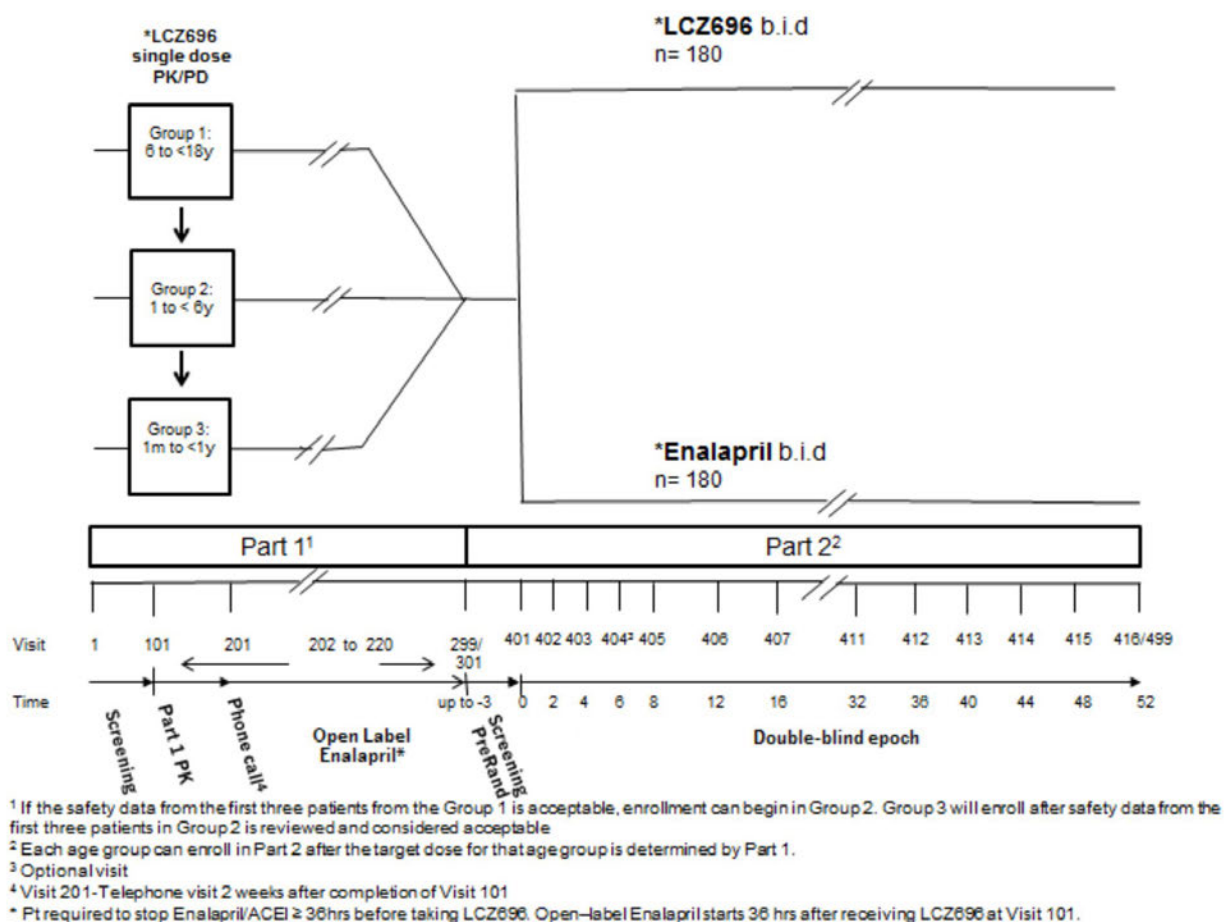 *LCZ696
single dose
PK/PD
*LCZ696 b.i.d
n= 180
Group 1:
6 to <18y
Group 2:
1 to < 6y
Group 3:
1m to <1y
*Enalapril b.i.d
n= 180
Part 1¹
Part 2²
Visit 1 101 201 202 to 220 299/301 401 402 403 404³ 405 406 407 411 412 413 414 415 416/499
Time up to -3 0 2 4 6 8 12 16 32 36 40 44 48 52
Screening
Part 1 PK
Phone call⁴
Open Label
Enalapril*
Screening
PreRand
Double-blind epoch
¹ If the safety data from the first three patients from the Group 1 is acceptable, enrollment can begin in Group 2. Group 3 will enroll after safety data from the
first three patients in Group 2 is reviewed and considered acceptable
² Each age group can enroll in Part 2 after the target dose for that age group is determined by Part 1.
³ Optional visit
⁴ Visit 201-Telephone visit 2 weeks after completion of Visit 101
* Pt required to stop Enalapril/ACEI ≥ 36hrs before taking LCZ696. Open–label Enalapril starts 36 hrs after receiving LCZ696 at Visit 101.